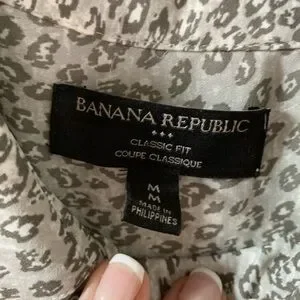 BANANA REPUBLIC
CLASSIC FIT
COUPE CLASSIQUE
M
M
MADE IN
PHILIPPINES